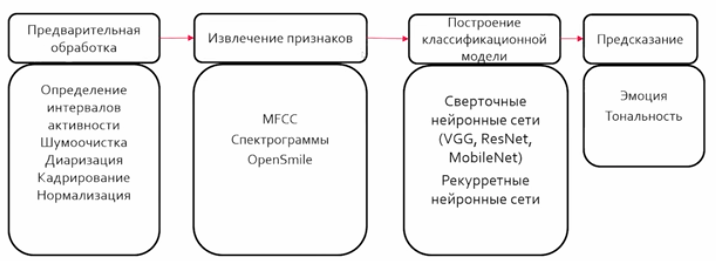 Предварительная
обработка
Извлечение признаков
Построение
классификационной
модели
Предсказание
Определение
интервалов
активности
Шумоочистка
Диаризация
Кадрирование
Нормализация
MFCC
Спектрограммы
OpenSmile
Сверточные
нейронные сети
(VGG, ResNet,
MobileNet)
Рекурретные
нейронные сети
Эмоция
Тональность